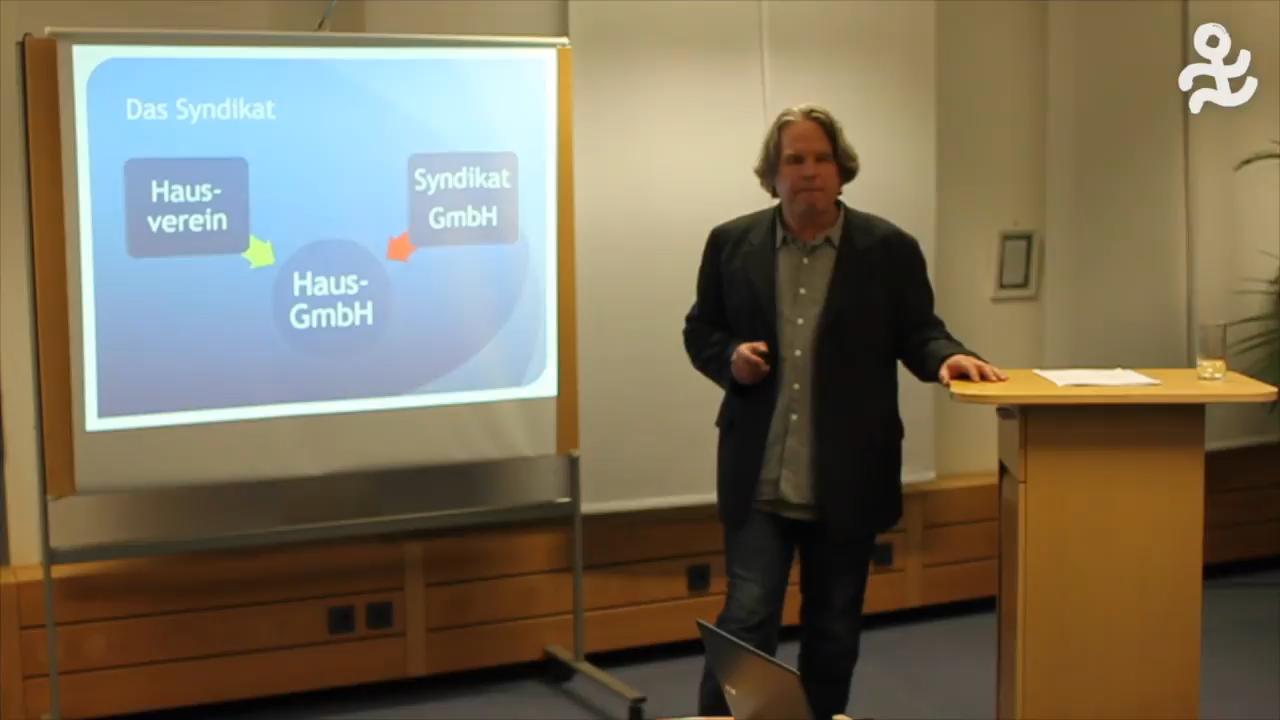 Das Syndikat
Haus-
verein
Syndikat
GmbH
Haus-
GmbH